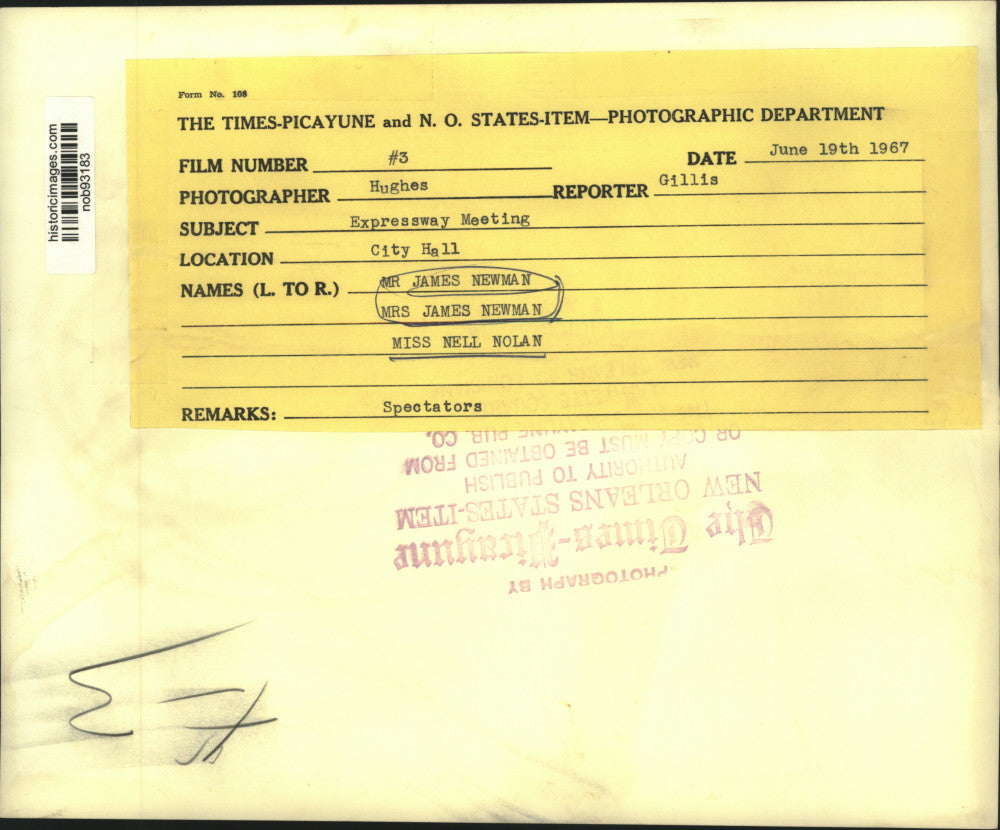 Form No. 108
THE TIMES-PICAYUNE and N. O. STATES-ITEM—PHOTOGRAPHIC DEPARTMENT
FILM NUMBER #3 DATE June 19th 1967
PHOTOGRAPHER Hughes REPORTER Gillis
SUBJECT Expressway Meeting
LOCATION City Hall
NAMES (L. TO R.) MR JAMES NEWMAN
MRS JAMES NEWMAN
MISS NELL NOLAN
REMARKS: Spectators
historicimages.com
nob93183
PHOTOGRAPH BY
The Times-Picayune
NEW ORLEANS STATES-ITEM
AUTHORITY TO PUBLISH
OR COPY MUST BE OBTAINED FROM
PUB. CO.